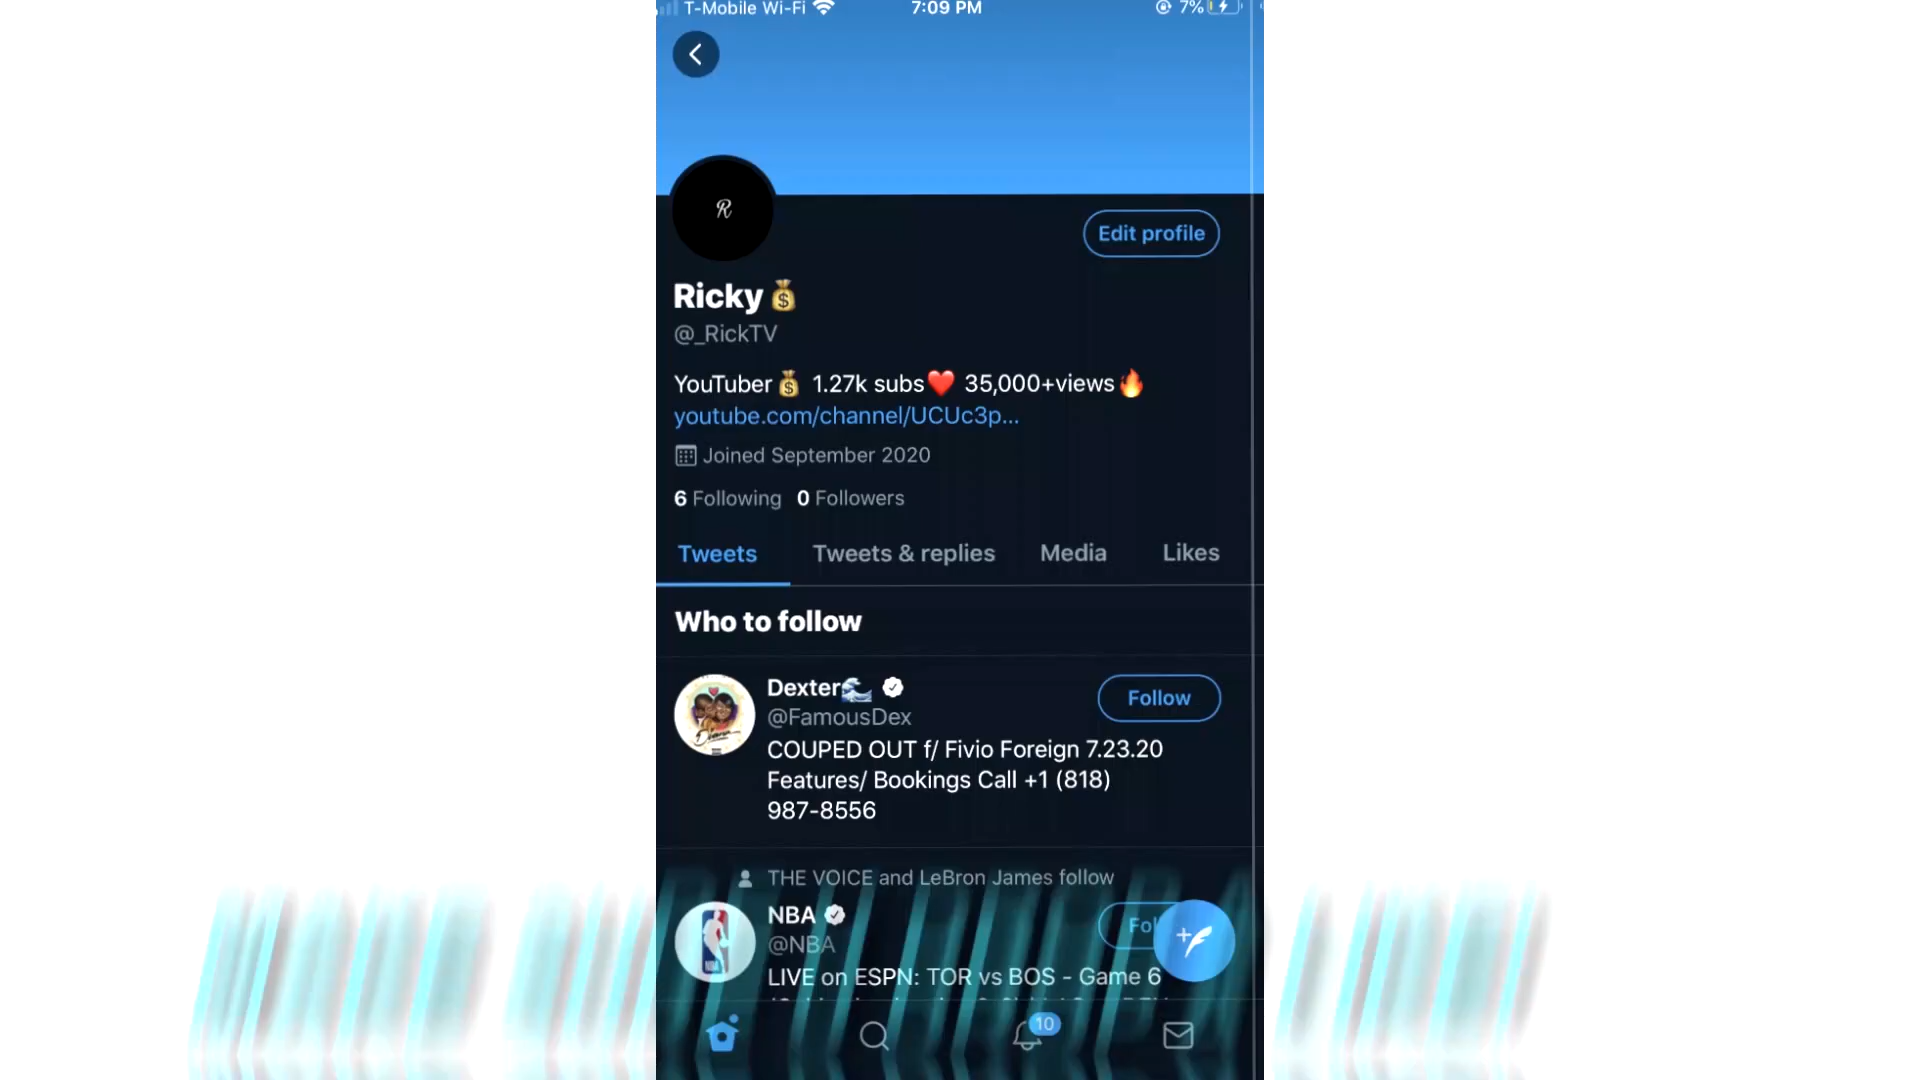 T-Mobile Wi-Fi 7:09 PM 7%
R
Edit profile
Ricky💰
@_RickTV
YouTuber💰 1.27k subs❤️ 35,000+views🔥
youtube.com/channel/UCUc3p...
Joined September 2020
6 Following 0 Followers
Tweets Tweets & replies Media Likes
Who to follow
Dexter🌊
@FamousDex
Follow
COUPED OUT f/ Fivio Foreign 7.23.20
Features/ Bookings Call +1 (818)
987-8556
THE VOICE and LeBron James follow
NBA
@NBA
Fol
LIVE on ESPN: TOR vs BOS - Game 6
10